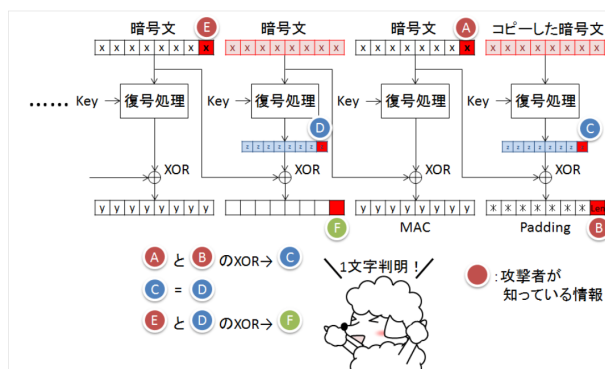 暗号文 E 暗号文 暗号文 A コピーした暗号文
x x x x x x x x x x x x x x x x x x x x x x x x x x x x x x x x
…… Key 復号処理 Key 復号処理 Key 復号処理 Key 復号処理
D C
z z z z z z z z z z z z z z
XOR XOR XOR XOR
y y y y y y y y y y y y y y y y * * * * * * * Len
F MAC Padding B
A と B のXOR→ C
C = D
E と D のXOR→ F
1文字判明！
:攻撃者が
知っている情報